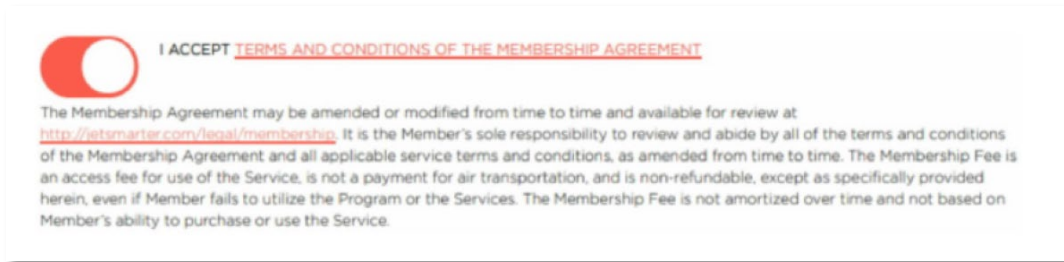 I ACCEPT TERMS AND CONDITIONS OF THE MEMBERSHIP AGREEMENT
The Membership Agreement may be amended or modified from time to time and available for review at
http://jetsmarter.com/legal/membership. It is the Member's sole responsibility to review and abide by all of the terms and conditions
of the Membership Agreement and all applicable service terms and conditions, as amended from time to time. The Membership Fee is
an access fee for use of the Service, is not a payment for air transportation, and is non-refundable, except as specifically provided
herein, even if Member fails to utilize the Program or the Services. The Membership Fee is not amortized over time and not based on
Member's ability to purchase or use the Service.